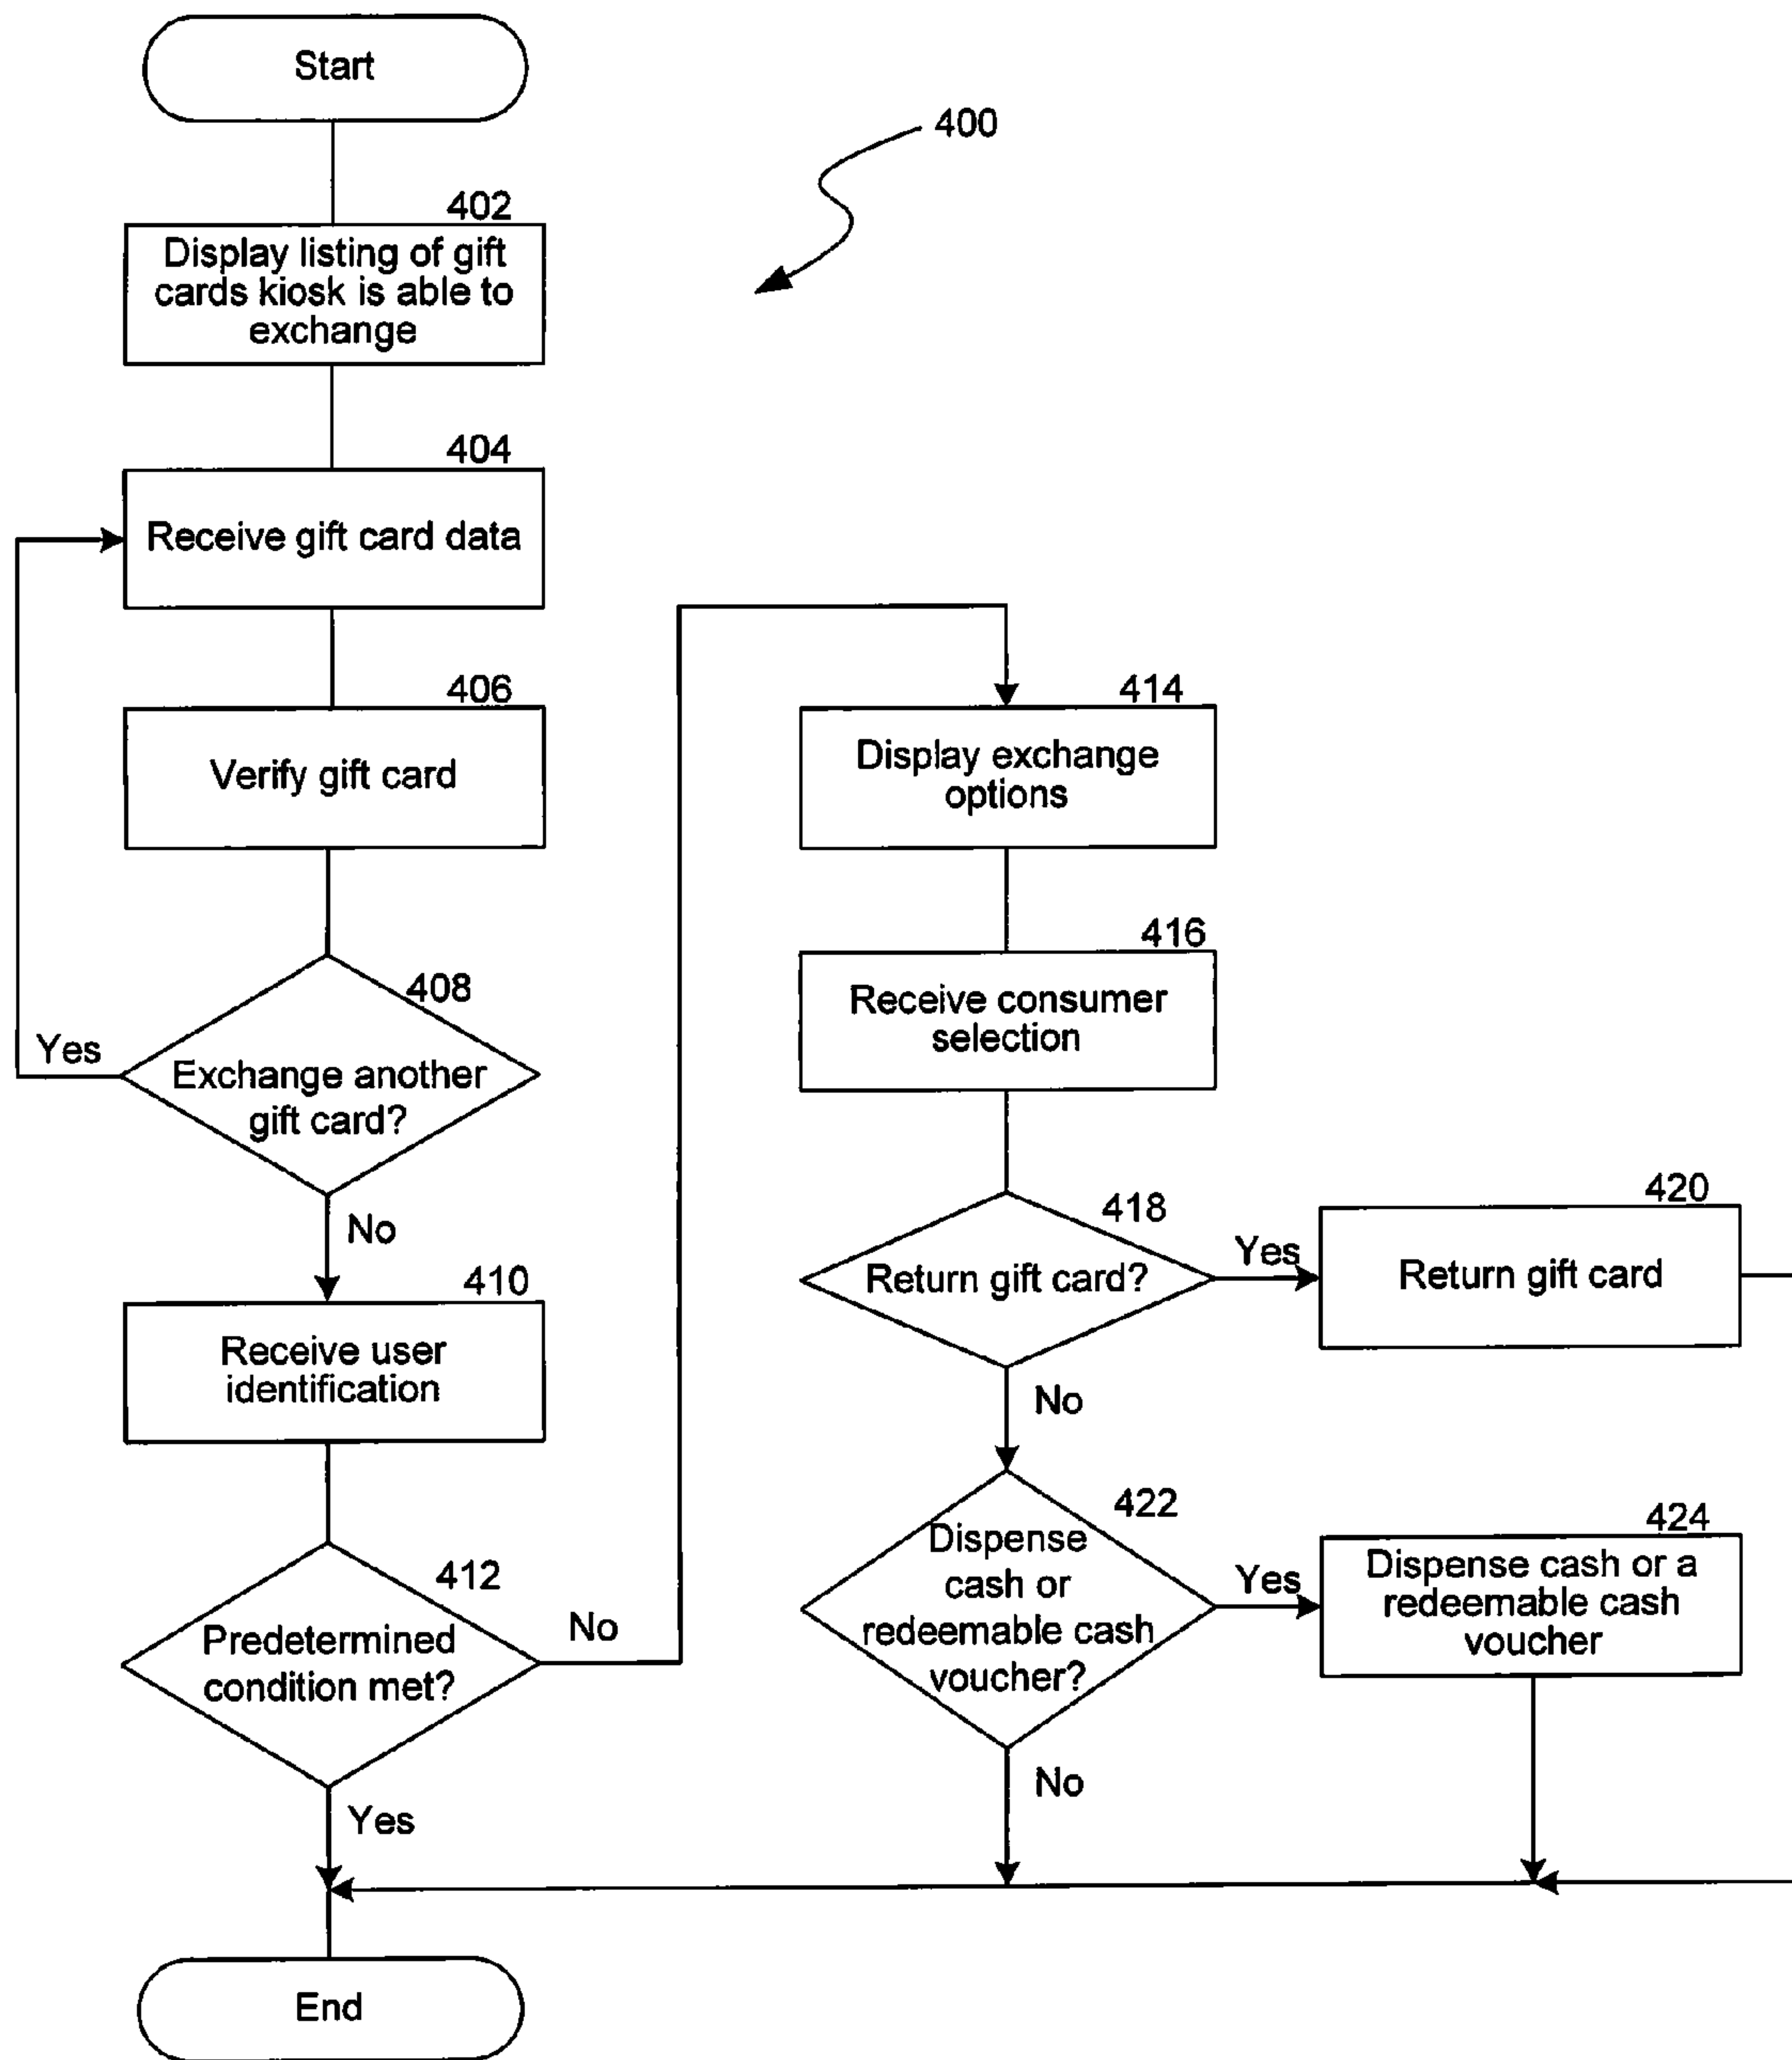 Start
400
402
Display listing of gift
cards kiosk is able to
exchange
404
Receive gift card data
406
Verify gift card
408
Exchange another
gift card?
Yes
No
410
Receive user
identification
412
Predetermined
condition met?
No
Yes
414
Display exchange
options
416
Receive consumer
selection
418
Return gift card?
Yes
No
420
Return gift card
422
Dispense
cash or
redeemable cash
voucher?
Yes
No
424
Dispense cash or a
redeemable cash
voucher
End